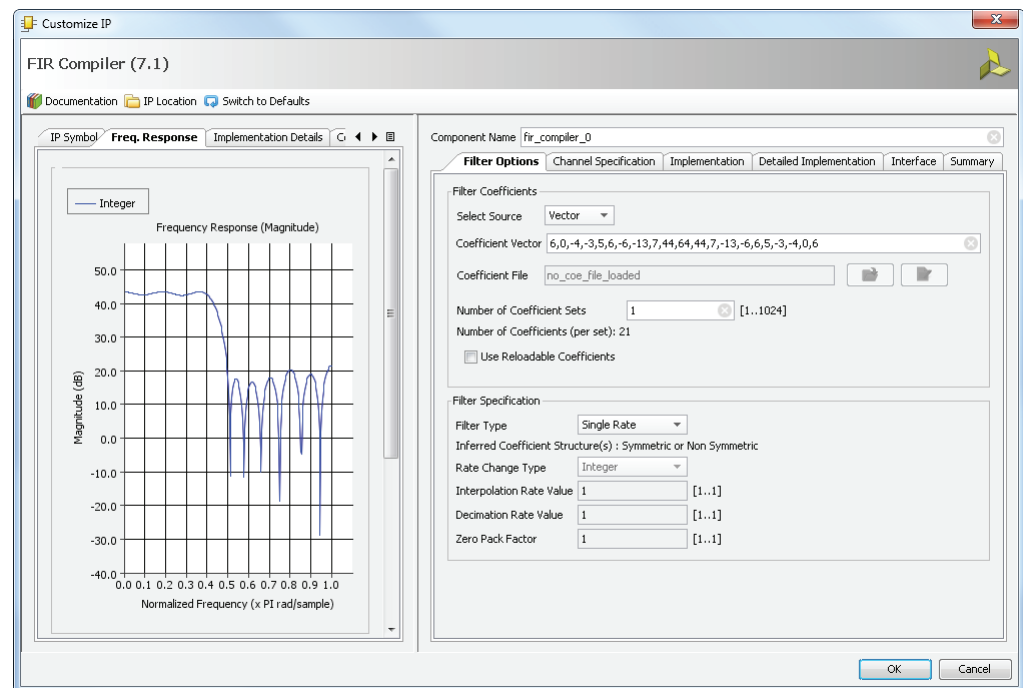 Customize IP
FIR Compiler (7.1)
Documentation IP Location Switch to Defaults
IP Symbol Freq. Response Implementation Details
Integer
Frequency Response (Magnitude)
Magnitude (dB)
50.0
40.0
30.0
20.0
10.0
0.0
-10.0
-20.0
-30.0
-40.0
0.0 0.1 0.2 0.3 0.4 0.5 0.6 0.7 0.8 0.9 1.0
Normalized Frequency (x PI rad/sample)
Component Name fir_compiler_0
Filter Options Channel Specification Implementation Detailed Implementation Interface Summary
Filter Coefficients
Select Source Vector
Coefficient Vector 6,0,-4,-3,5,6,-6,-13,7,44,64,44,7,-13,-6,6,5,-3,-4,0,6
Coefficient File no_coe_file_loaded
Number of Coefficient Sets 1 [1..1024]
Number of Coefficients (per set): 21
Use Reloadable Coefficients
Filter Specification
Filter Type Single Rate
Inferred Coefficient Structure(s) : Symmetric or Non Symmetric
Rate Change Type Integer
Interpolation Rate Value 1 [1..1]
Decimation Rate Value 1 [1..1]
Zero Pack Factor 1 [1..1]
OK Cancel